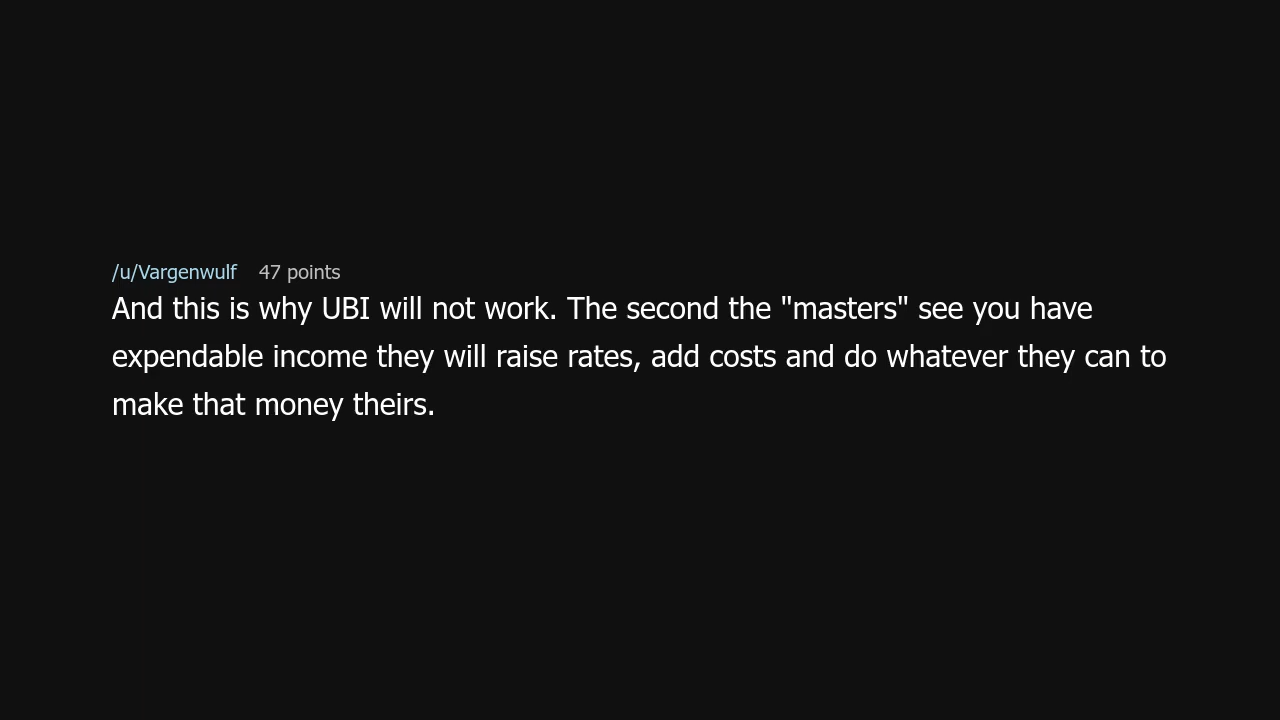 /u/Vargenwulf 47 points
And this is why UBI will not work. The second the "masters" see you have
expendable income they will raise rates, add costs and do whatever they can to
make that money theirs.